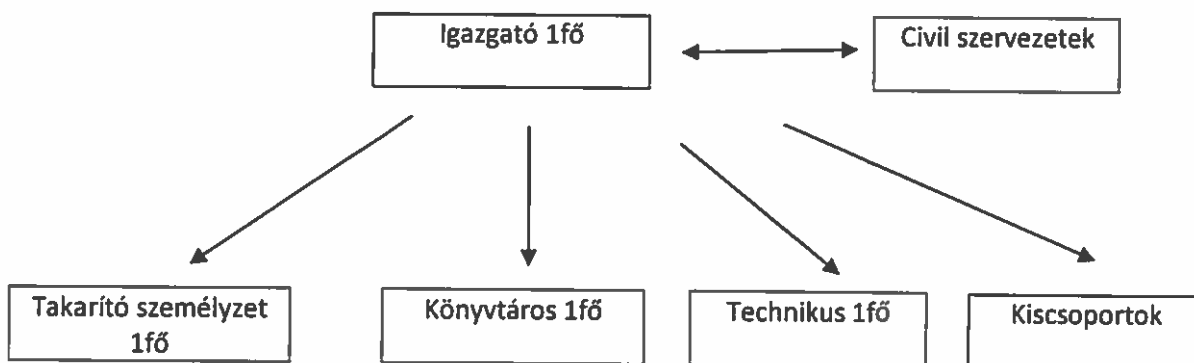 Igazgató 1fő
Civil szervezetek
Takarító személyzet
1fő
Könyvtáros 1fő
Technikus 1fő
Kiscsoportok